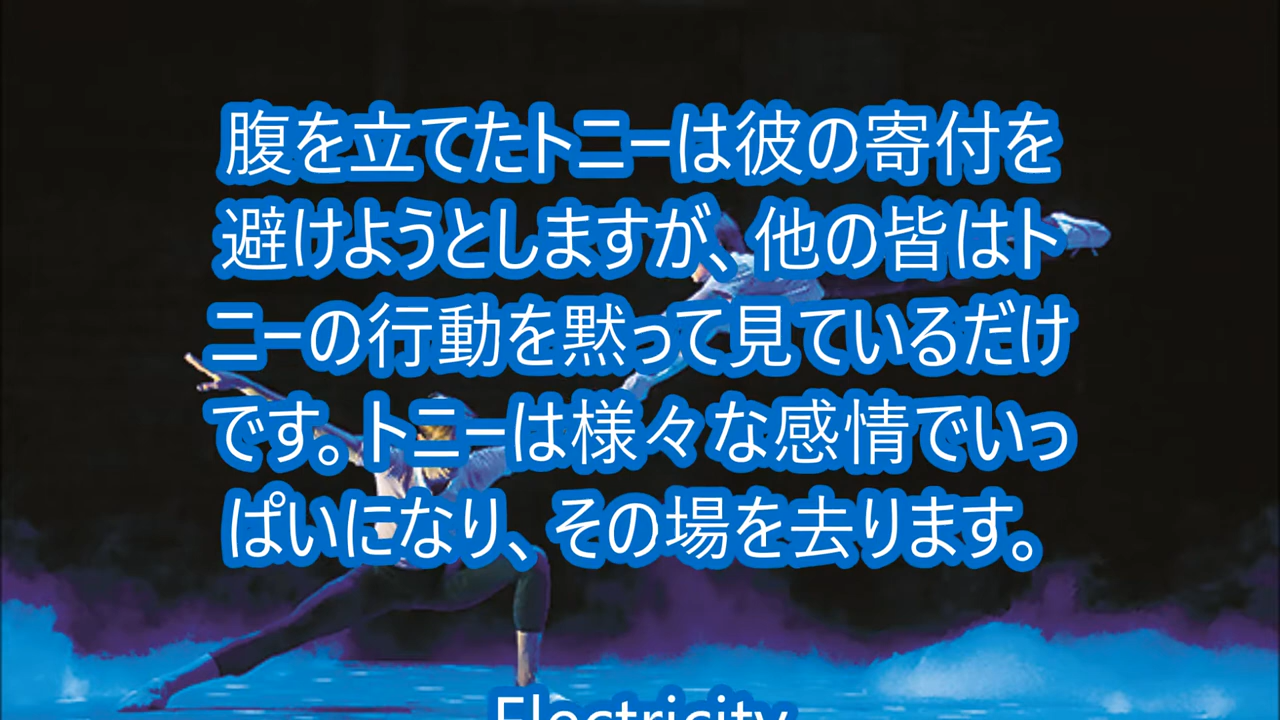 腹を立てたトニーは彼の寄付を
避けようとしますが、他の皆はト
ニーの行動を黙って見ているだけ
です。トニーは様々な感情でいっ
ぱいになり、その場を去ります。
Electricity